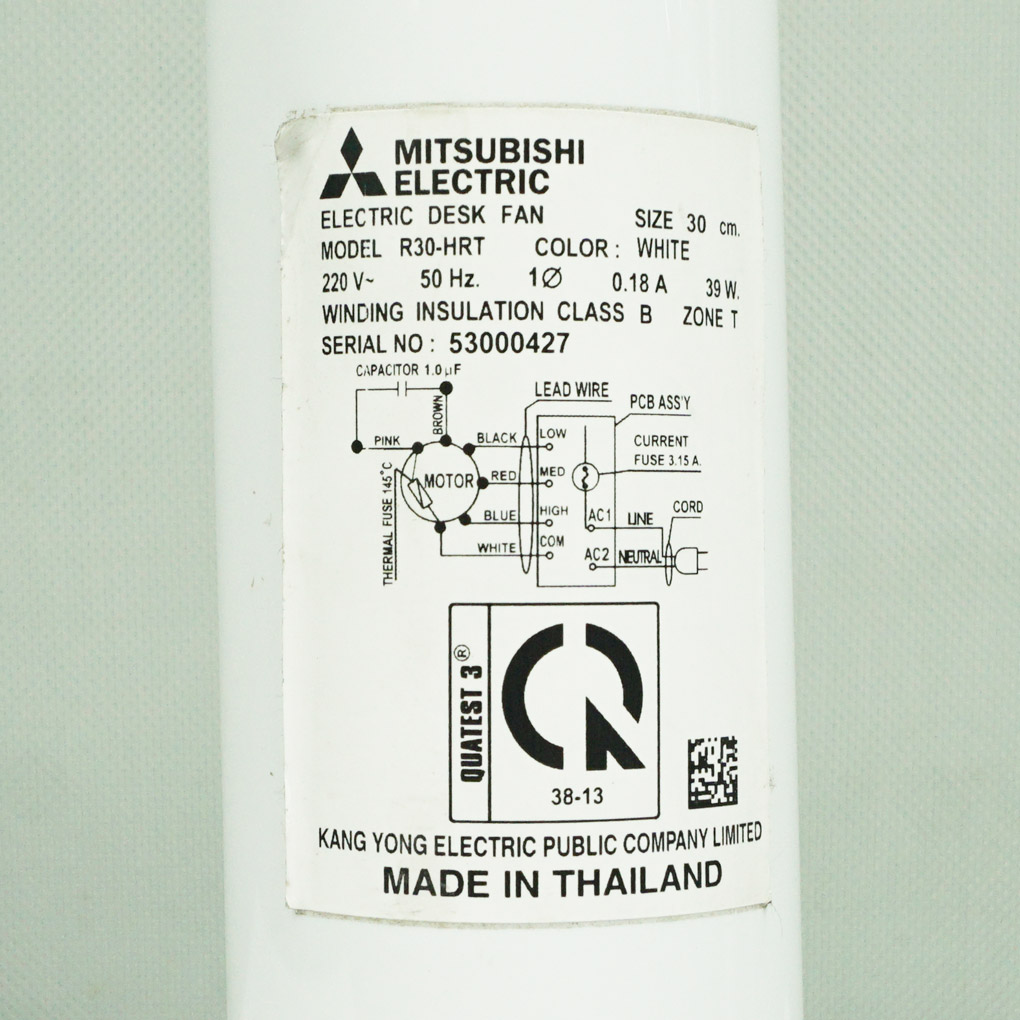 MITSUBISHI
ELECTRIC
ELECTRIC DESK FAN SIZE 30 cm.
MODEL R30-HRT COLOR : WHITE
220 V~ 50 Hz. 1Ø 0.18 A 39 W.
WINDING INSULATION CLASS B ZONE T
SERIAL NO : 53000427
CAPACITOR 1.0 µF
LEAD WIRE
PCB ASS'Y
BROWN
PINK
BLACK
LOW
CURRENT
FUSE 3.15 A.
THERMAL FUSE 145°C
MOTOR
RED
MED
BLUE
HIGH
AC1
LINE
CORD
WHITE
COM
AC2
NEUTRAL
QUATEST 3®
38-13
KANG YONG ELECTRIC PUBLIC COMPANY LIMITED
MADE IN THAILAND